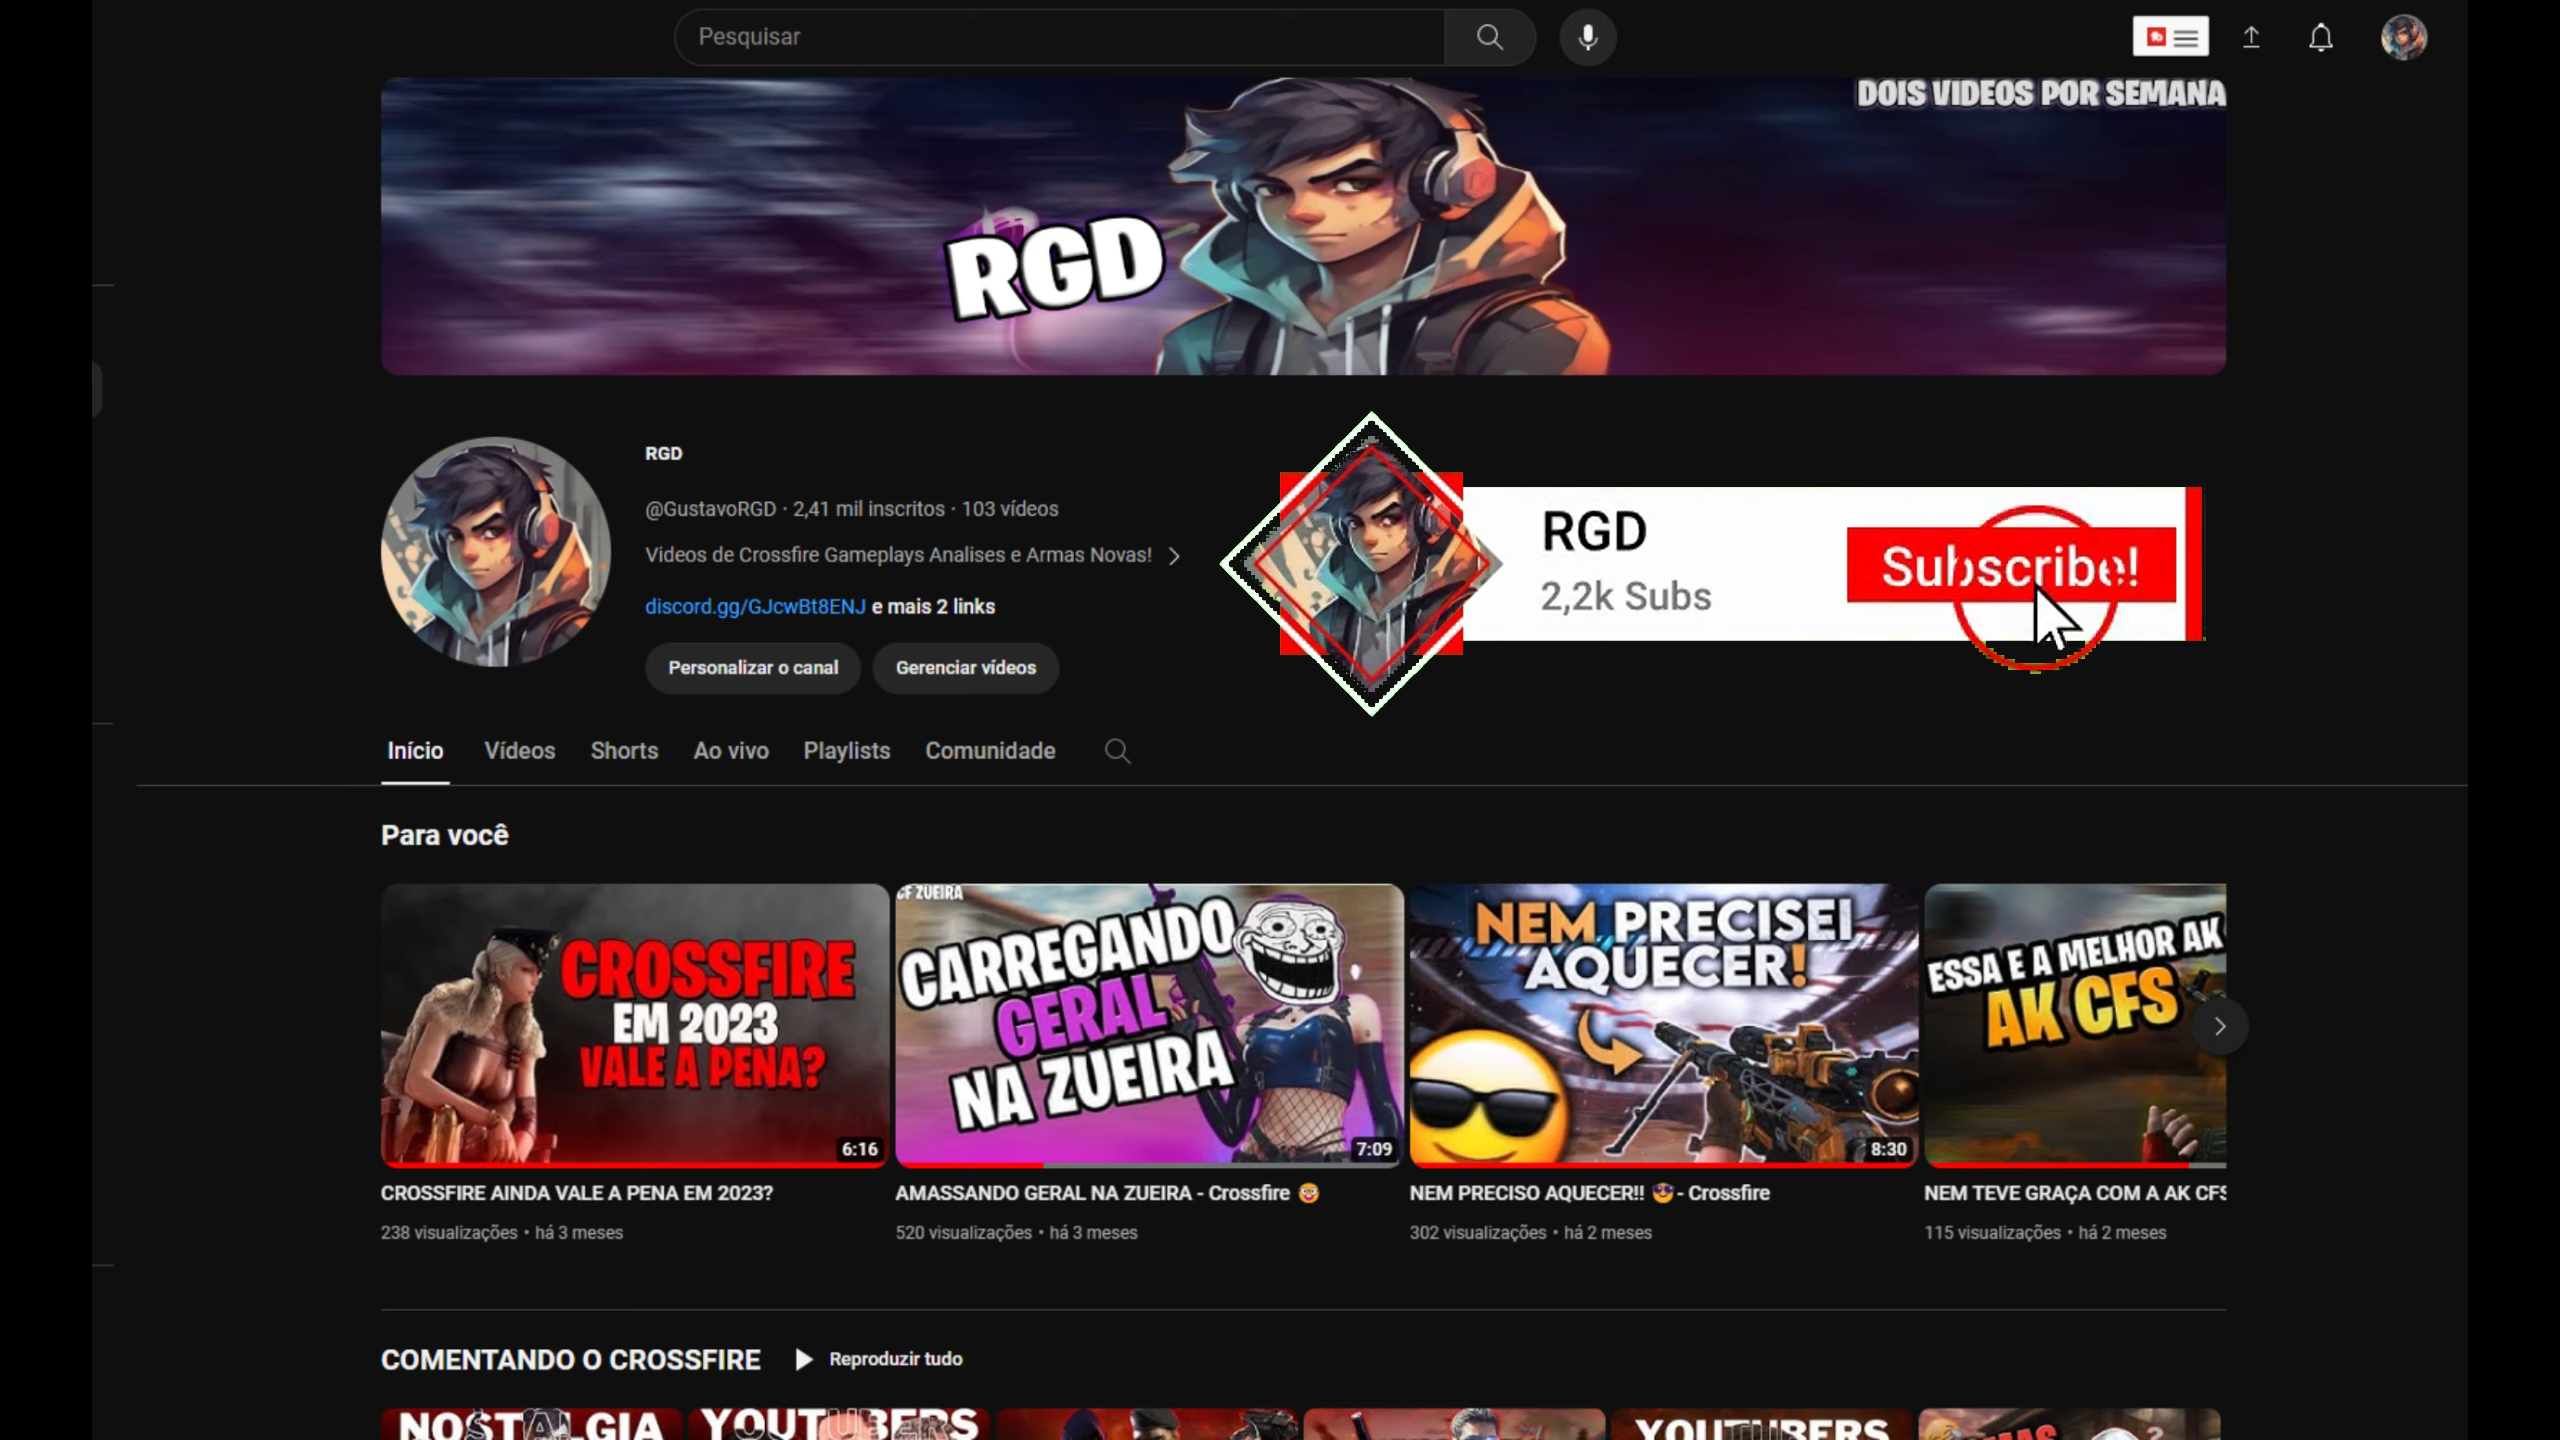 Pesquisar
DOIS VIDEOS POR SEMANA
RGD
RGD
@GustavoRGD · 2,41 mil inscritos · 103 vídeos
Videos de Crossfire Gameplays Analises e Armas Novas!
discord.gg/GJcwBt8ENJ e mais 2 links
Personalizar o canal
Gerenciar vídeos
RGD
2,2k Subs
Subscribe!
Início
Vídeos
Shorts
Ao vivo
Playlists
Comunidade
Para você
CROSSFIRE
EM 2023
VALE A PENA?
6:16
CF ZUEIRA
CARREGANDO
GERAL
NA ZUEIRA
7:09
NEM PRECISEI
AQUECER!
8:30
ESSA E A MELHOR AK
AK CFS
CROSSFIRE AINDA VALE A PENA EM 2023?
238 visualizações • há 3 meses
AMASSANDO GERAL NA ZUEIRA - Crossfire 🤡
520 visualizações • há 3 meses
NEM PRECISO AQUECER!! 😎- Crossfire
302 visualizações • há 2 meses
NEM TEVE GRAÇA COM A AK CFS
115 visualizações • há 2 meses
COMENTANDO O CROSSFIRE
Reproduzir tudo
NOSTALGIA
YOUTUBERS
YOUTUBERS